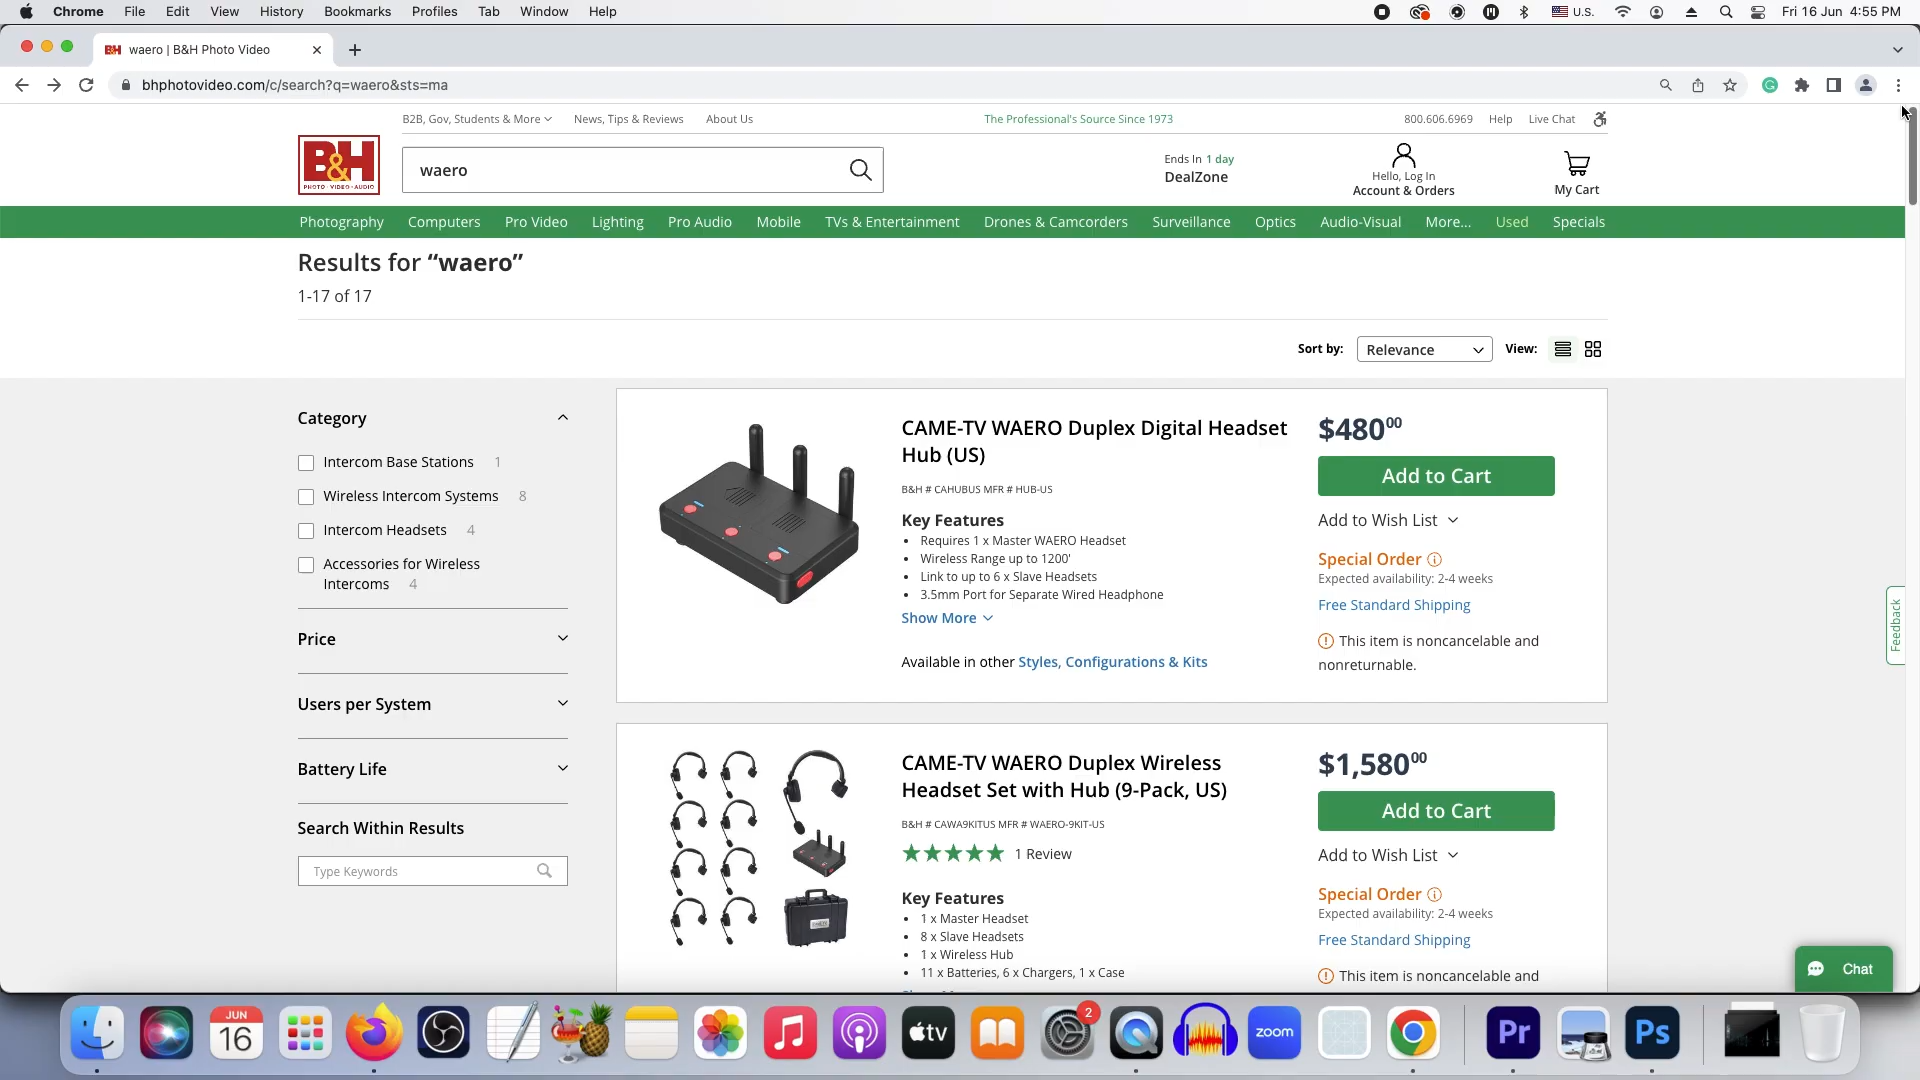 Chrome File Edit View History Bookmarks Profiles Tab Window Help U.S. Fri 16 Jun 4:55 PM
waero | B&H Photo Video
bhphotovideo.com/c/search?q=waero&sts=ma
B2B, Gov, Students & More News, Tips & Reviews About Us The Professional's Source Since 1973 800.606.6969 Help Live Chat
B&H
PHOTO · VIDEO · AUDIO
waero
Ends In 1 day
DealZone
Hello, Log In
Account & Orders
My Cart
Photography Computers Pro Video Lighting Pro Audio Mobile TVs & Entertainment Drones & Camcorders Surveillance Optics Audio-Visual More... Used Specials
Results for “waero”
1-17 of 17
Sort by: Relevance View:
Category
Intercom Base Stations 1
Wireless Intercom Systems 8
Intercom Headsets 4
Accessories for Wireless
Intercoms 4
Price
Users per System
Battery Life
Search Within Results
Type Keywords
CAME-TV WAERO Duplex Digital Headset
Hub (US)
B&H # CAHUBUS MFR # HUB-US
Key Features
Requires 1 x Master WAERO Headset
Wireless Range up to 1200'
Link to up to 6 x Slave Headsets
3.5mm Port for Separate Wired Headphone
Show More
Available in other Styles, Configurations & Kits
$48000
Add to Cart
Add to Wish List
Special Order
Expected availability: 2-4 weeks
Free Standard Shipping
This item is noncancelable and
nonreturnable.
CAME-TV WAERO Duplex Wireless
Headset Set with Hub (9-Pack, US)
B&H # CAWA9KITUS MFR # WAERO-9KIT-US
1 Review
Key Features
1 x Master Headset
8 x Slave Headsets
1 x Wireless Hub
11 x Batteries, 6 x Chargers, 1 x Case
$1,58000
Add to Cart
Add to Wish List
Special Order
Expected availability: 2-4 weeks
Free Standard Shipping
This item is noncancelable and
Feedback
Chat
JUN
16
tv
2
zoom
Pr
Ps